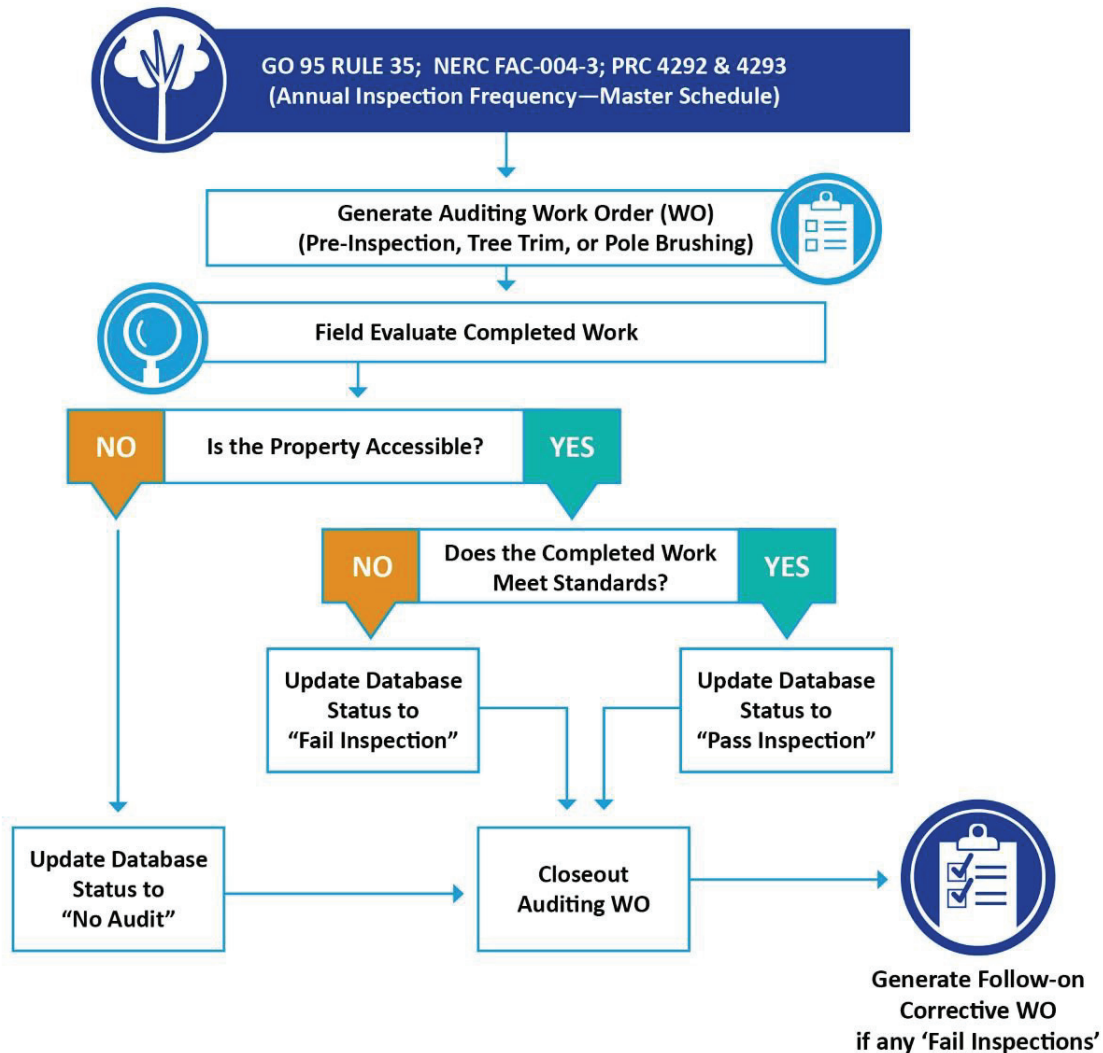 GO 95 RULE 35; NERC FAC-004-3; PRC 4292 & 4293
(Annual Inspection Frequency—Master Schedule)
Generate Auditing Work Order (WO)
(Pre-Inspection, Tree Trim, or Pole Brushing)
Field Evaluate Completed Work
NO
Is the Property Accessible?
YES
NO
Does the Completed Work
Meet Standards?
YES
Update Database
Status to
“Fail Inspection”
Update Database
Status to
“Pass Inspection”
Update Database
Status to
“No Audit”
Closeout
Auditing WO
Generate Follow-on
Corrective WO
if any ‘Fail Inspections’